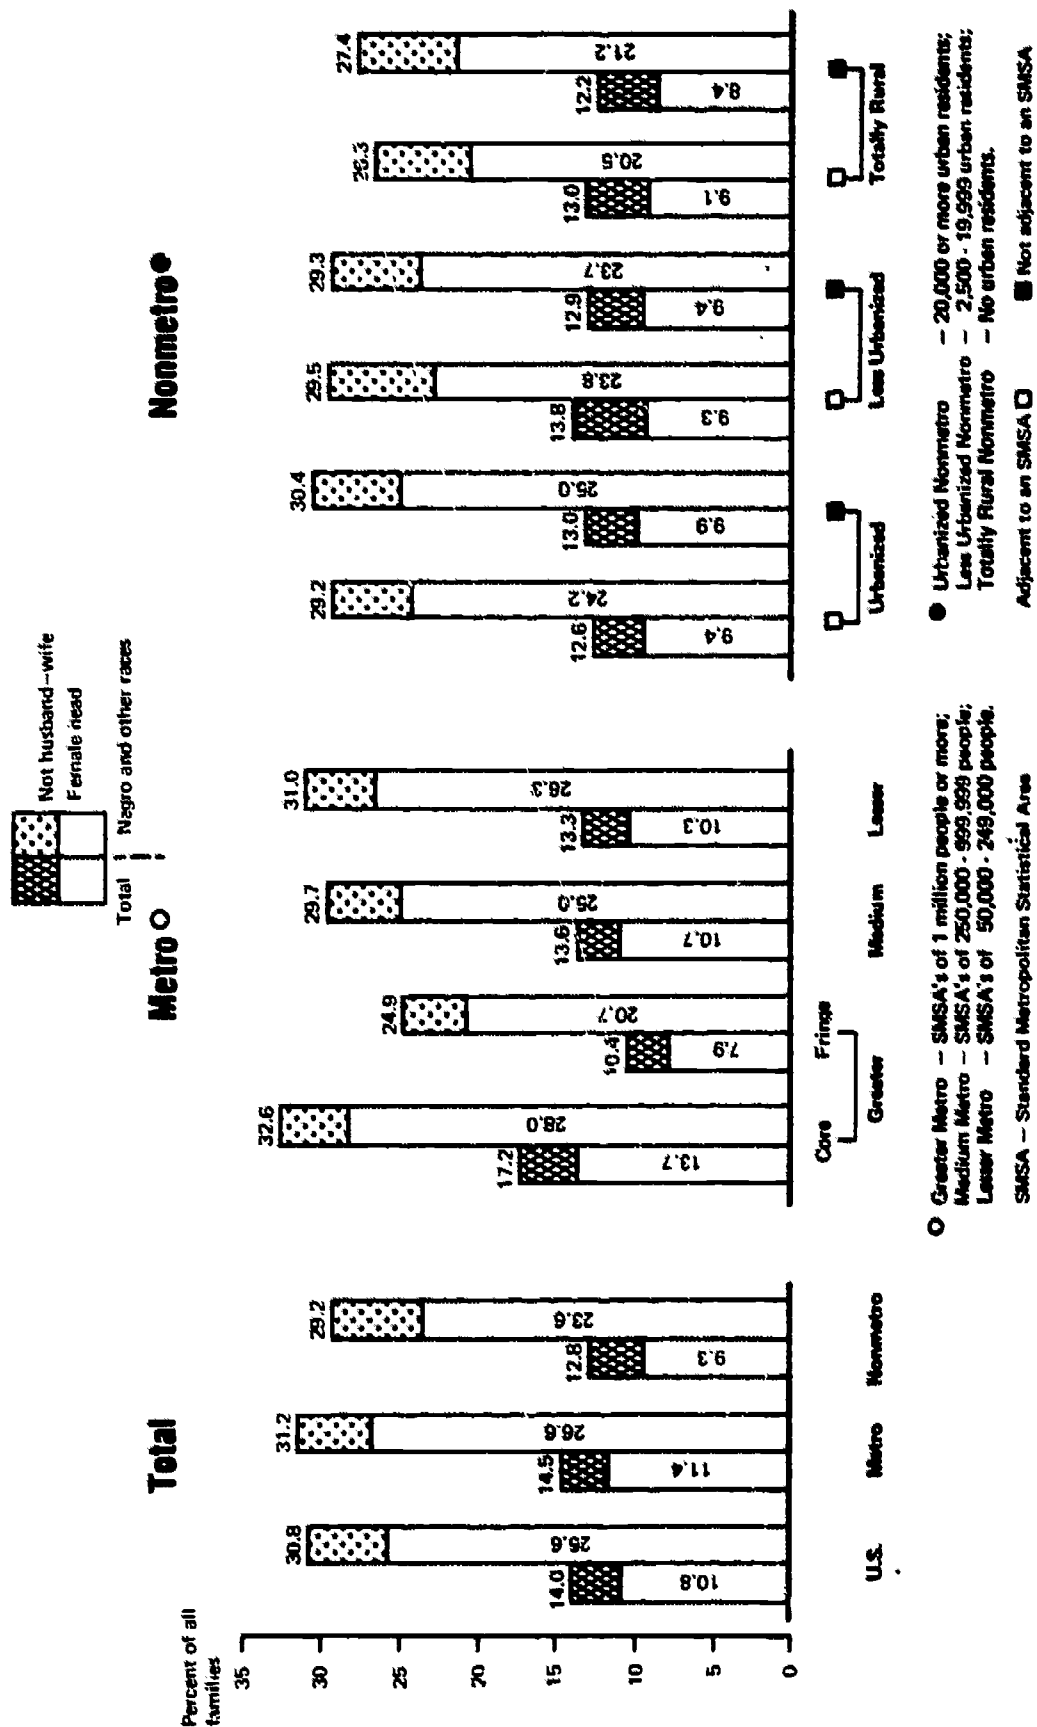 Not husband-wife
Female head
Total
Negro and other races
Total
Metro
Nonmetro
Percent of all
families
35
30
25
20
15
10
5
0
14.0
10.8
30.8
25.6
U.S.
14.5
11.4
31.2
26.6
Metro
12.8
9.3
29.2
23.6
Nonmetro
17.2
13.7
32.6
28.0
Core
10.4
7.9
24.9
20.7
Fringe
Greater
13.6
10.7
29.7
25.0
Medium
13.3
10.3
31.0
26.3
Lesser
12.6
9.4
29.2
24.2
13.0
9.9
30.4
25.0
Urbanized
13.8
9.3
29.5
23.8
12.9
9.4
29.3
23.7
Less Urbanized
13.0
9.1
26.3
20.5
12.2
8.4
27.4
21.2
Totally Rural
Greater Metro – SMSA's of 1 million people or more;
Medium Metro – SMSA's of 250,000 - 999,999 people;
Lesser Metro – SMSA's of 50,000 - 249,000 people.
SMSA – Standard Metropolitan Statistical Area
Urbanized Nonmetro – 20,000 or more urban residents;
Less Urbanized Nonmetro – 2,500 - 19,999 urban residents;
Totally Rural Nonmetro – No urban residents.
Adjacent to an SMSA
Not adjacent to an SMSA